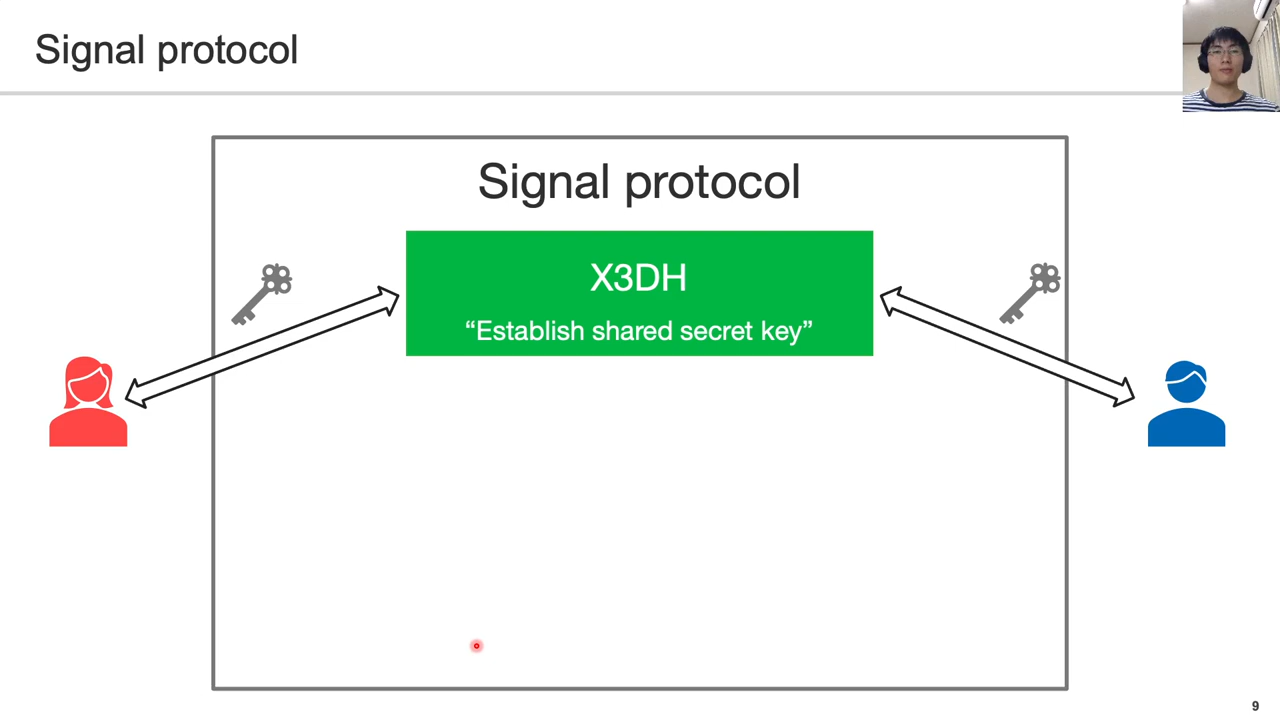 Signal protocol
Signal protocol
X3DH
“Establish shared secret key”
9